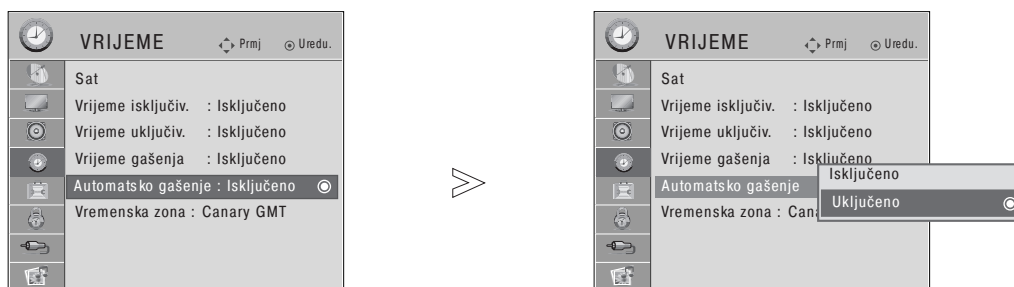 VRIJEME Prmj Uredu.
Sat
Vrijeme isključiv. : Isključeno
Vrijeme uključiv. : Isključeno
Vrijeme gašenja : Isključeno
Automatsko gašenje : Isključeno
Vremenska zona : Canary GMT
VRIJEME Prmj Uredu.
Sat
Vrijeme isključiv. : Isključeno
Vrijeme uključiv. : Isključeno
Vrijeme gašenja : Isključeno
Automatsko gašenje
Isključeno
Uključeno
Vremenska zona :